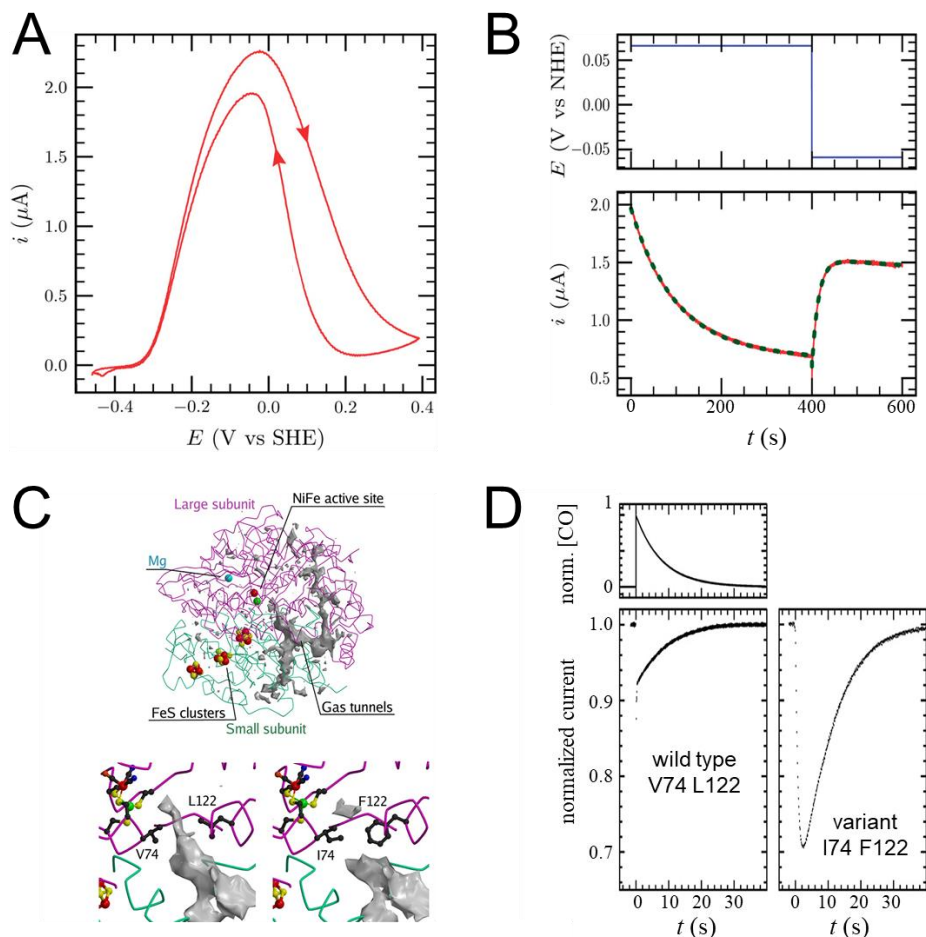 A
2.0
1.5
1.0
0.5
0.0
i (µA)
−0.4
−0.2
0.0
0.2
0.4
E (V vs SHE)
B
E (V vs NHE)
0.05
0.00
−0.05
i (µA)
2.0
1.5
1.0
0.5
0
200
400
600
t (s)
C
NiFe active site
Large subunit
Mg
FeS clusters
Gas tunnels
Small subunit
L122
V74
F122
I74
D
norm. [CO]
1
0
normalized current
1.0
0.9
0.8
0.7
wild type
V74 L122
variant
I74 F122
0 10 20 30
t (s)
0 10 20 30
t (s)